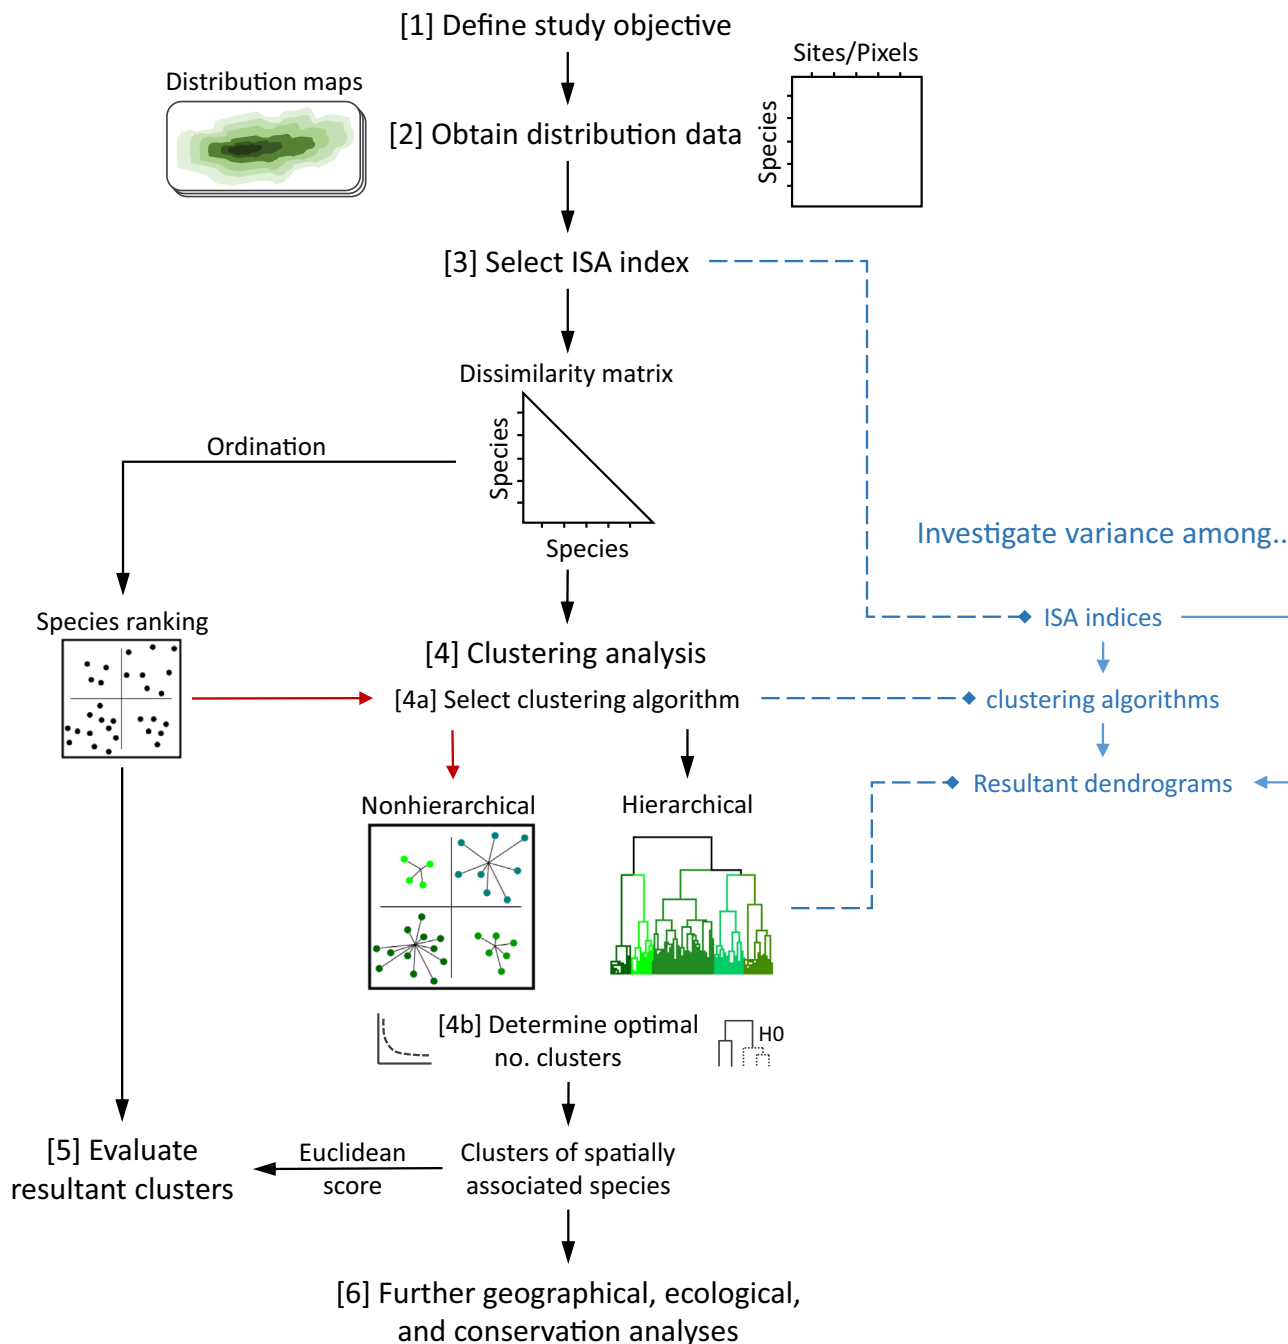 [1] Define study objective
Sites/Pixels
Distribution maps
Species
[2] Obtain distribution data
[3] Select ISA index
Dissimilarity matrix
Ordination
Species
Species
Investigate variance among..
Species ranking
ISA indices
[4] Clustering analysis
[4a] Select clustering algorithm
clustering algorithms
Resultant dendrograms
Nonhierarchical
Hierarchical
[4b] Determine optimal
no. clusters
H0
[5] Evaluate
resultant clusters
Euclidean
score
Clusters of spatially
associated species
[6] Further geographical, ecological,
and conservation analyses